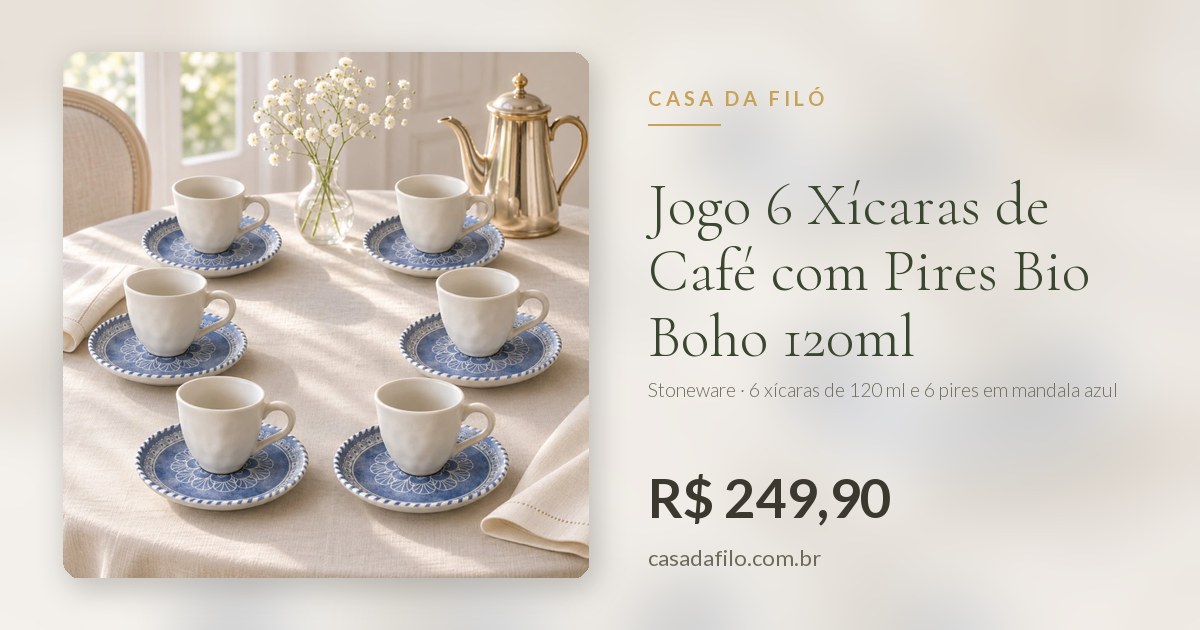 CASA DA FILÓ
Jogo 6 Xícaras de
Café com Pires Bio
Boho 120ml
Stoneware · 6 xícaras de 120 ml e 6 pires em mandala azul
R$ 249,90
casadafilo.com.br